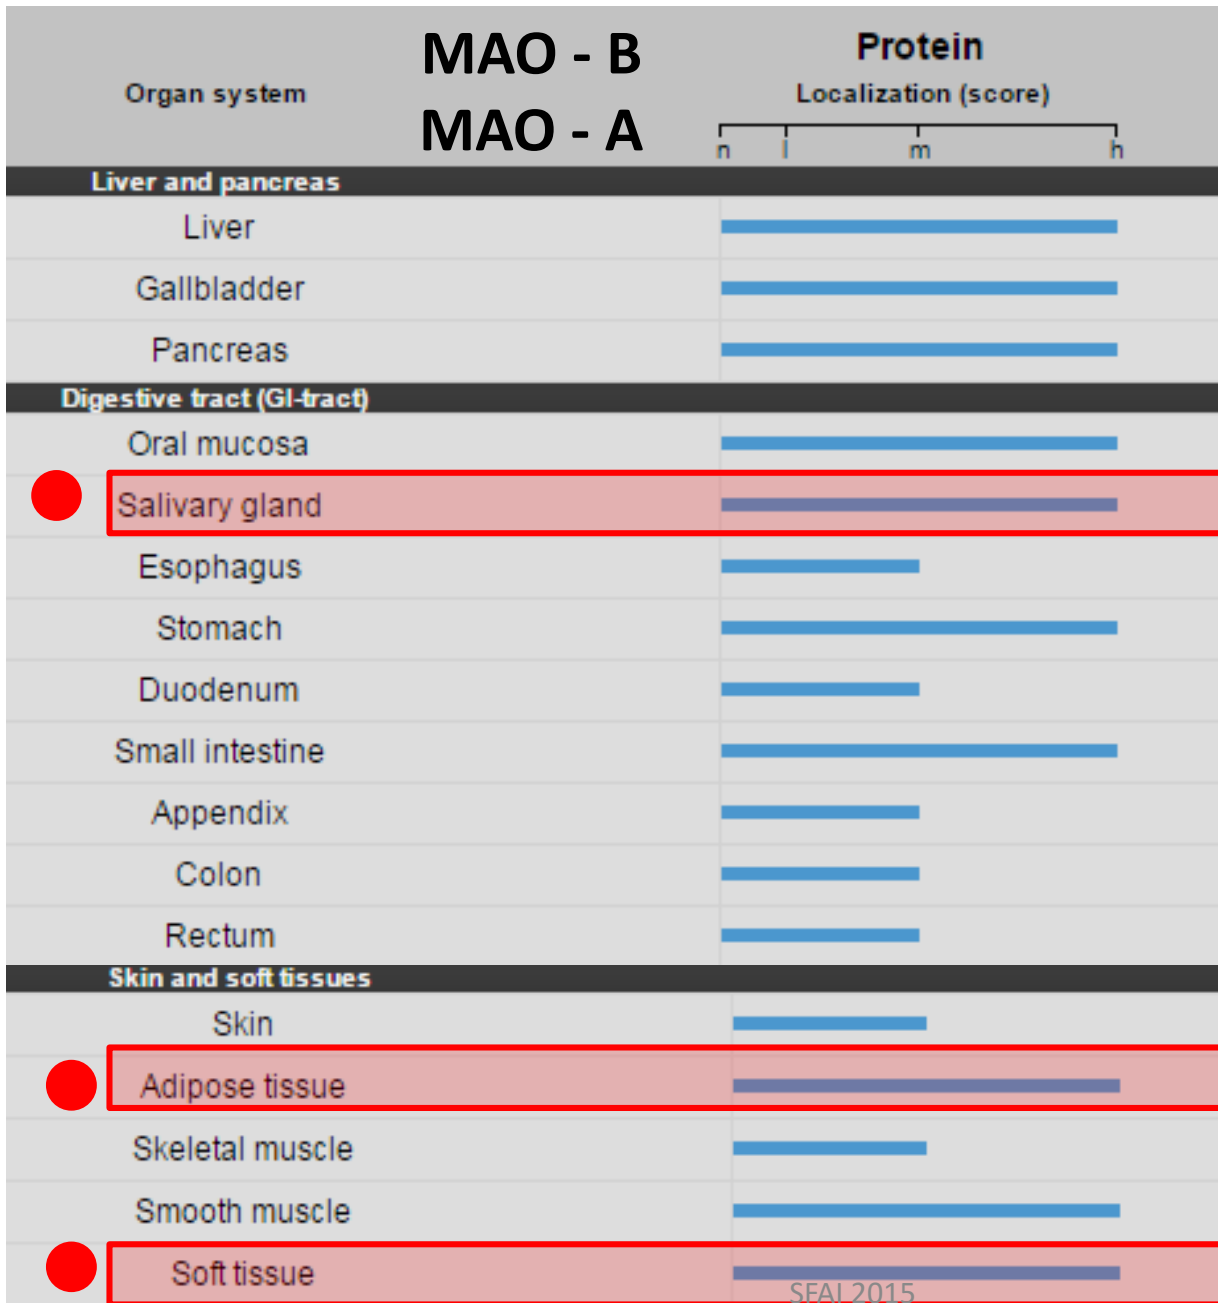 MAO - B
Protein
Organ system
Localization (score)
MAO - A
n l m h
Liver and pancreas
Liver
Gallbladder
Pancreas
Digestive tract (GI-tract)
Oral mucosa
Salivary gland
Esophagus
Stomach
Duodenum
Small intestine
Appendix
Colon
Rectum
Skin and soft tissues
Skin
Adipose tissue
Skeletal muscle
Smooth muscle
Soft tissue
SFAI 2015